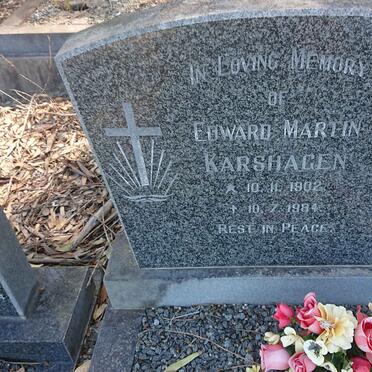 IN LOVING MEMORY
OF
EDWARD MARTIN
KARSHAGEN
* 10.11.1902
† 10.7.1984
REST IN PEACE